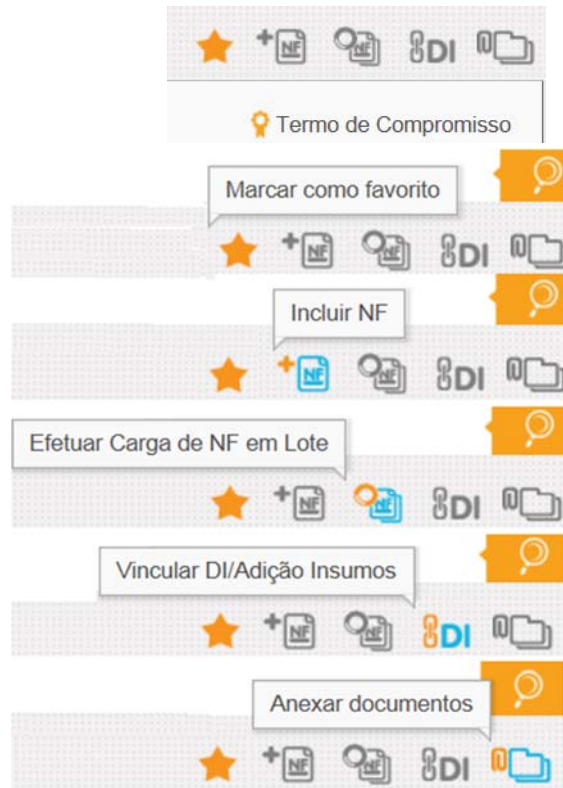 +NF NF DI
Termo de Compromisso
Marcar como favorito
+NF NF DI
Incluir NF
+NF NF DI
Efetuar Carga de NF em Lote
+NF NF DI
Vincular DI/Adição Insumos
+NF NF DI
Anexar documentos
+NF NF DI